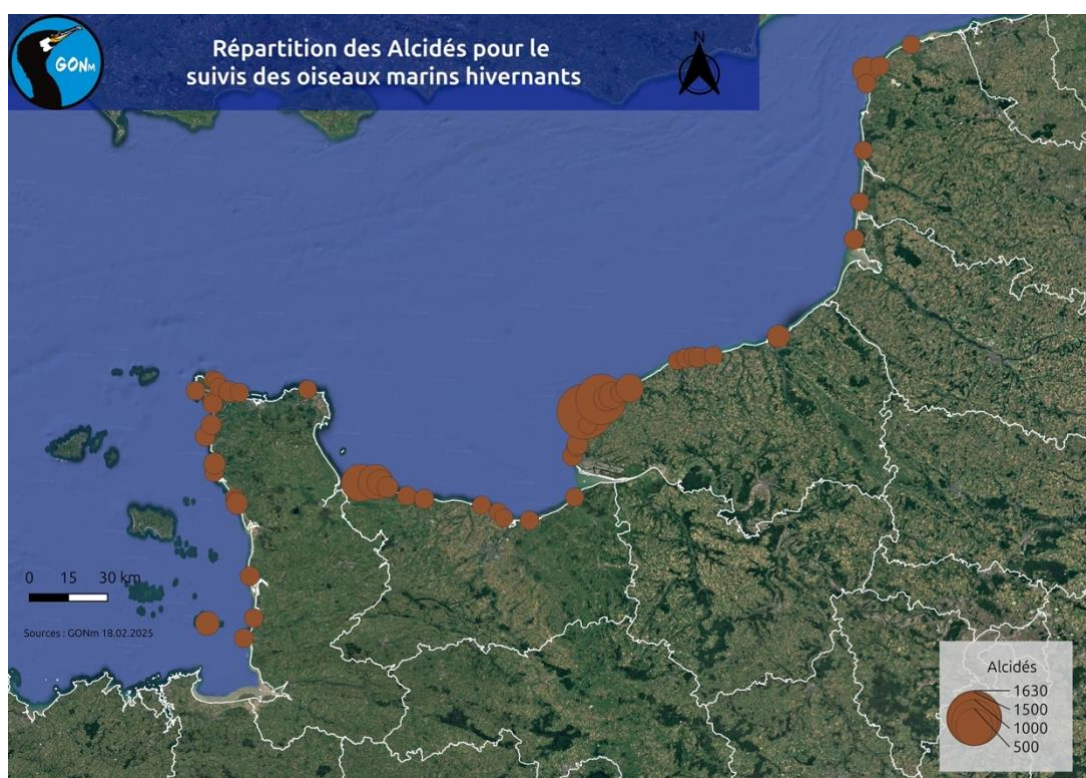 GONm
Répartition des Alcidés pour le
suivis des oiseaux marins hivernants
N
0 15 30 km
Sources : GONm 18.02.2025
Alcidés
1630
1500
1000
500